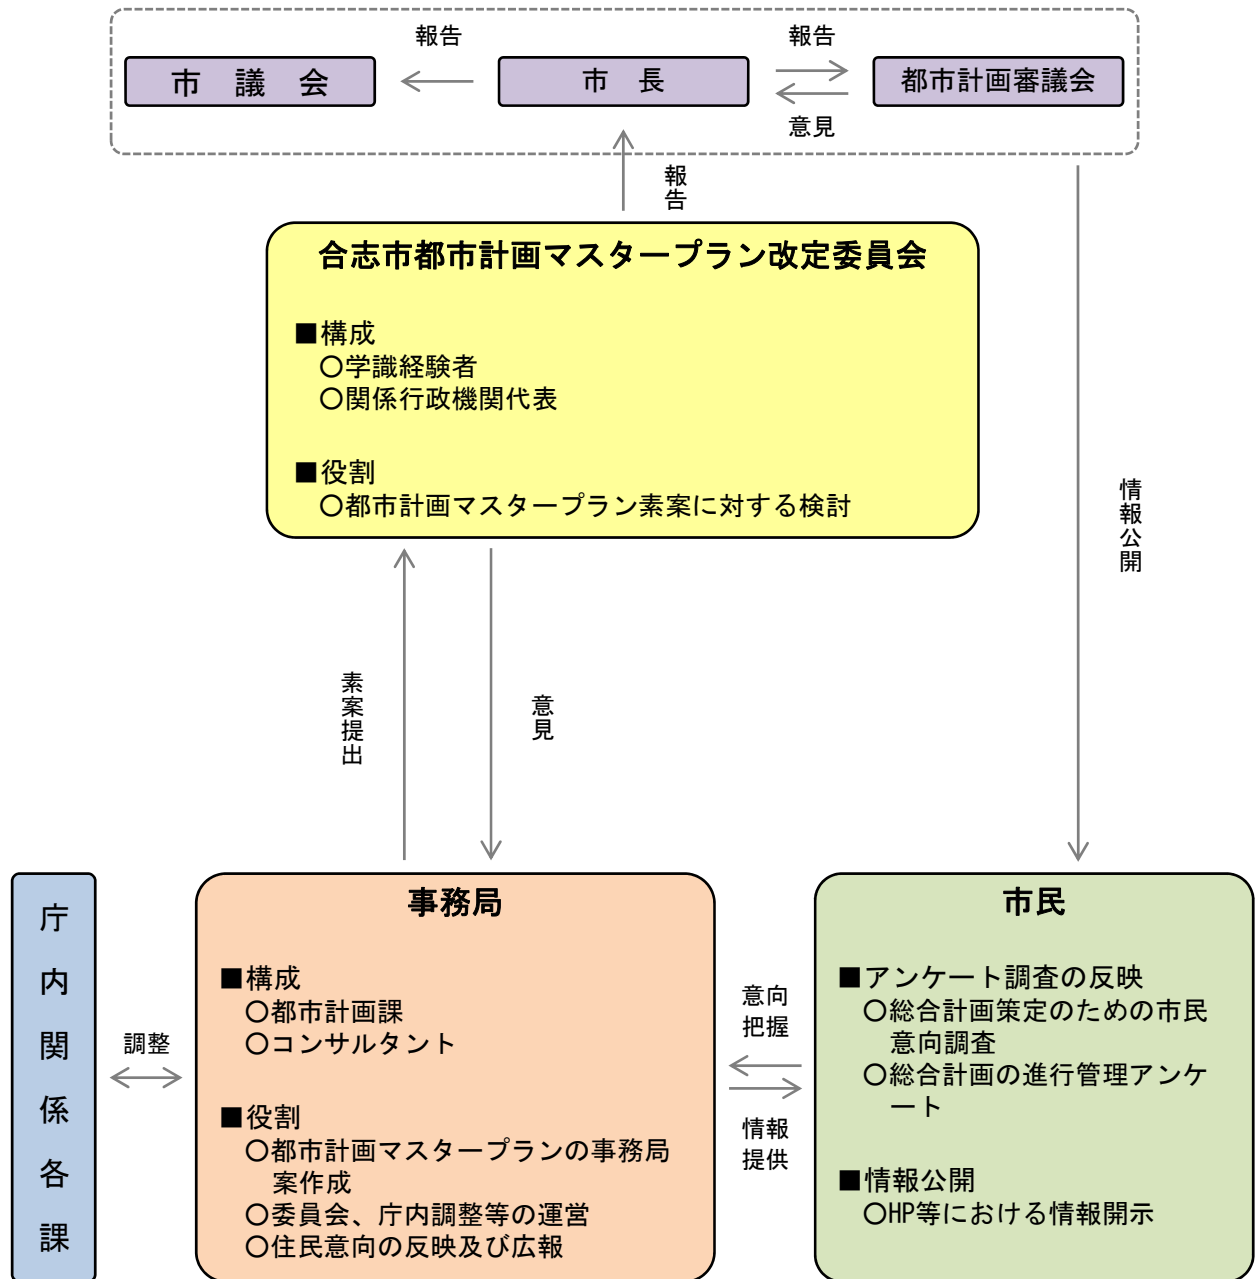 報告
報告
市　議　会
市　長
都市計画審議会
意見
報告
合志市都市計画マスタープラン改定委員会
■構成
○学識経験者
○関係行政機関代表
■役割
○都市計画マスタープラン素案に対する検討
情報公開
素案提出
意見
庁内関係各課
調整
事務局
■構成
○都市計画課
○コンサルタント
■役割
○都市計画マスタープランの事務局
案作成
○委員会、庁内調整等の運営
○住民意向の反映及び広報
意向
把握
情報
提供
市民
■アンケート調査の反映
○総合計画策定のための市民
意向調査
○総合計画の進行管理アンケ
ート
■情報公開
○HP等における情報開示